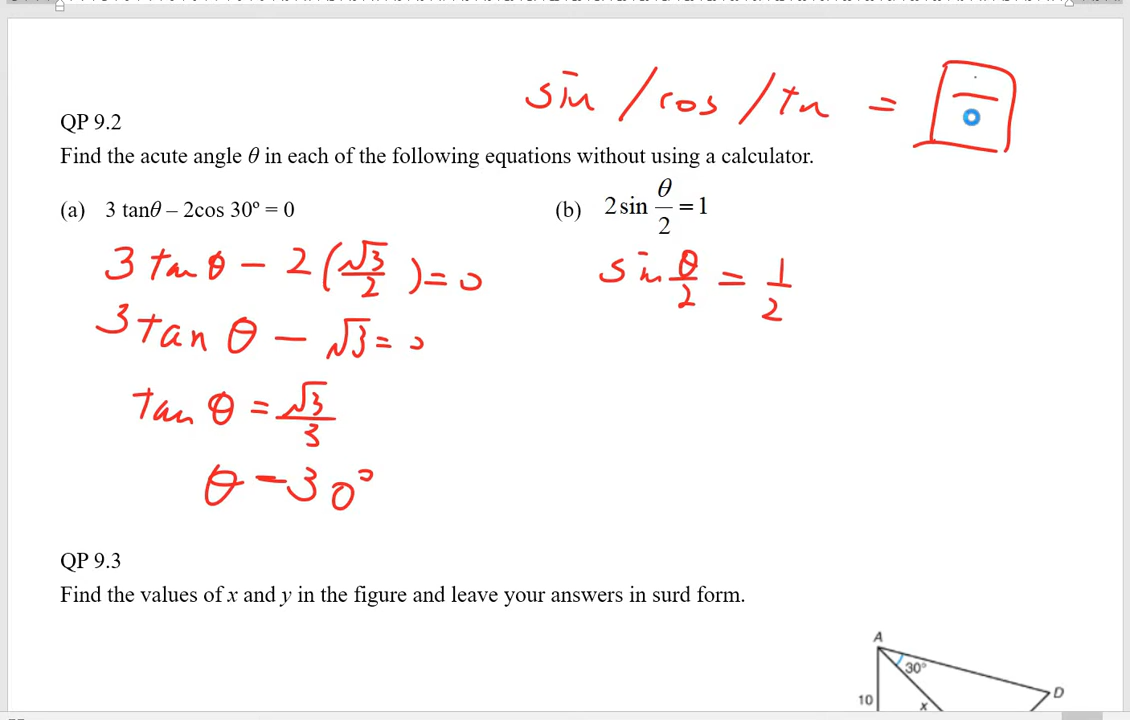 sin / cos / tan =
QP 9.2
Find the acute angle θ in each of the following equations without using a calculator.
(a) 3 tanθ – 2cos 30º = 0
3 tan θ – 2 (√3/2) = 0
3 tan θ – √3 = 0
tan θ = √3/3
θ – 30°
(b) 2 sin θ/2 = 1
sin θ/2 = 1/2
QP 9.3
Find the values of x and y in the figure and leave your answers in surd form.
A
30°
D
10
x